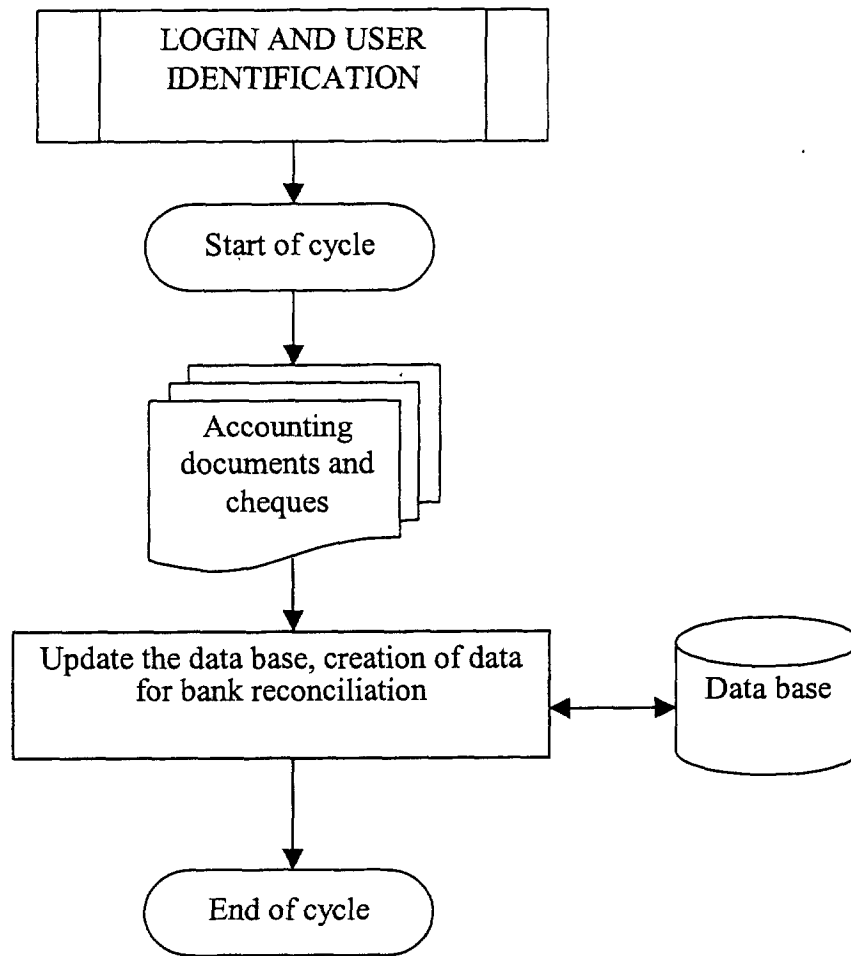 LOGIN AND USER
IDENTIFICATION
Start of cycle
Accounting
documents and
cheques
Update the data base, creation of data
for bank reconciliation
Data base
End of cycle